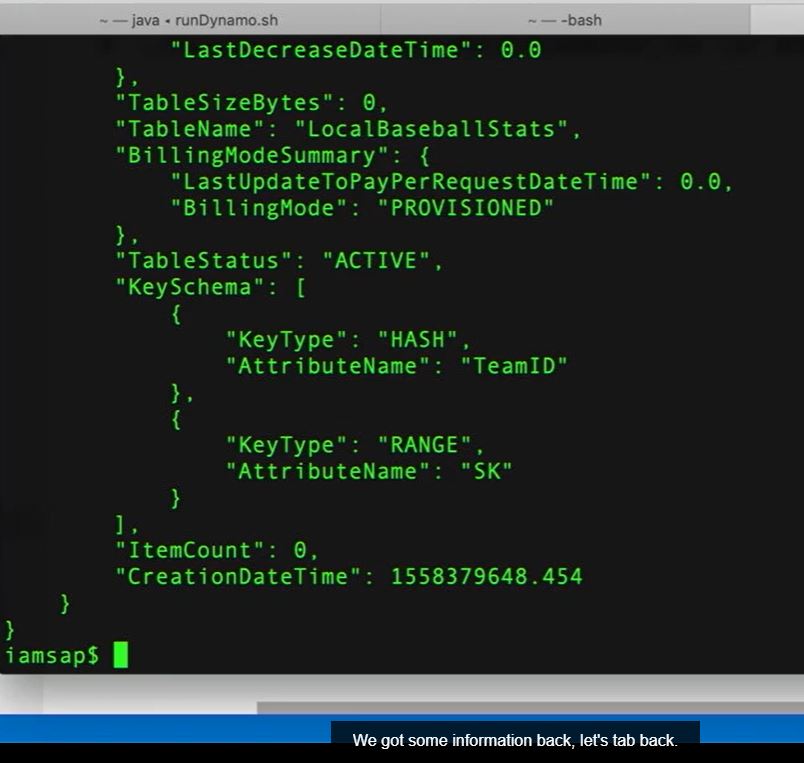 ~ — java ◂ runDynamo.sh
~ — -bash
"LastDecreaseDateTime": 0.0
},
"TableSizeBytes": 0,
"TableName": "LocalBaseballStats",
"BillingModeSummary": {
"LastUpdateToPayPerRequestDateTime": 0.0,
"BillingMode": "PROVISIONED"
},
"TableStatus": "ACTIVE",
"KeySchema": [
{
"KeyType": "HASH",
"AttributeName": "TeamID"
},
{
"KeyType": "RANGE",
"AttributeName": "SK"
}
],
"ItemCount": 0,
"CreationDateTime": 1558379648.454
}
}
iamsap$
We got some information back, let's tab back.